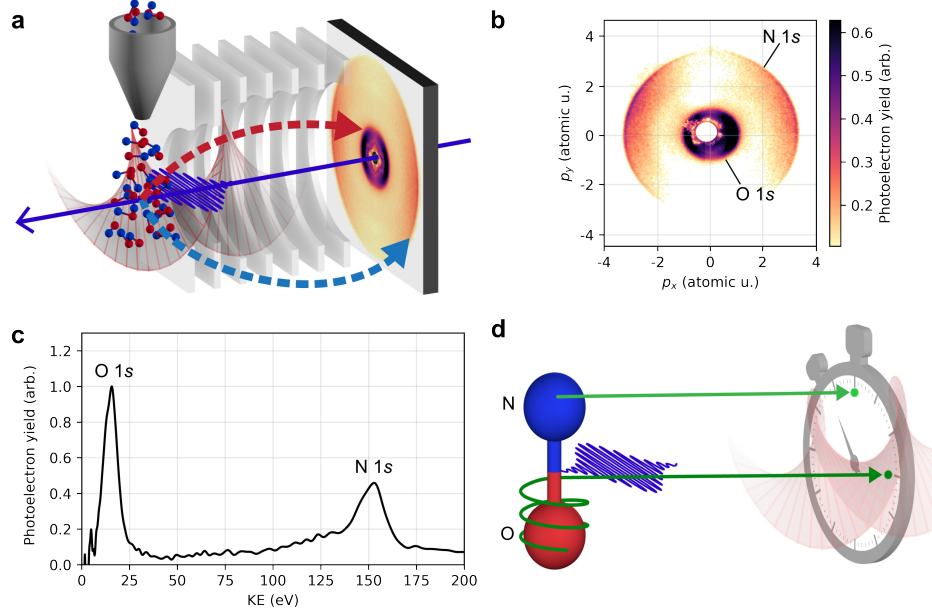 a
b
N 1s
O 1s
4
2
0
-2
-4
-4
-2
0
2
4
p_y (atomic u.)
p_x (atomic u.)
0.6
0.5
0.4
0.3
0.2
Photoelectron yield (arb.)
c
O 1s
N 1s
1.2
1.0
0.8
0.6
0.4
0.2
0.0
0
25
50
75
100
125
150
175
200
Photoelectron yield (arb.)
KE (eV)
d
N
O